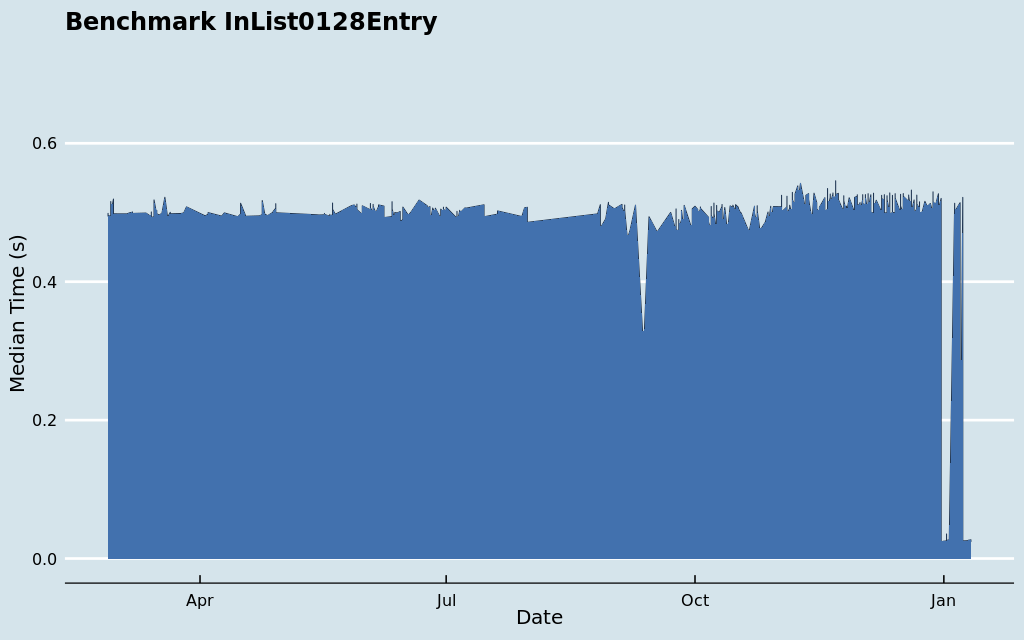 Benchmark InList0128Entry
0.6
0.4
0.2
0.0
Median Time (s)
Apr
Jul
Oct
Jan
Date